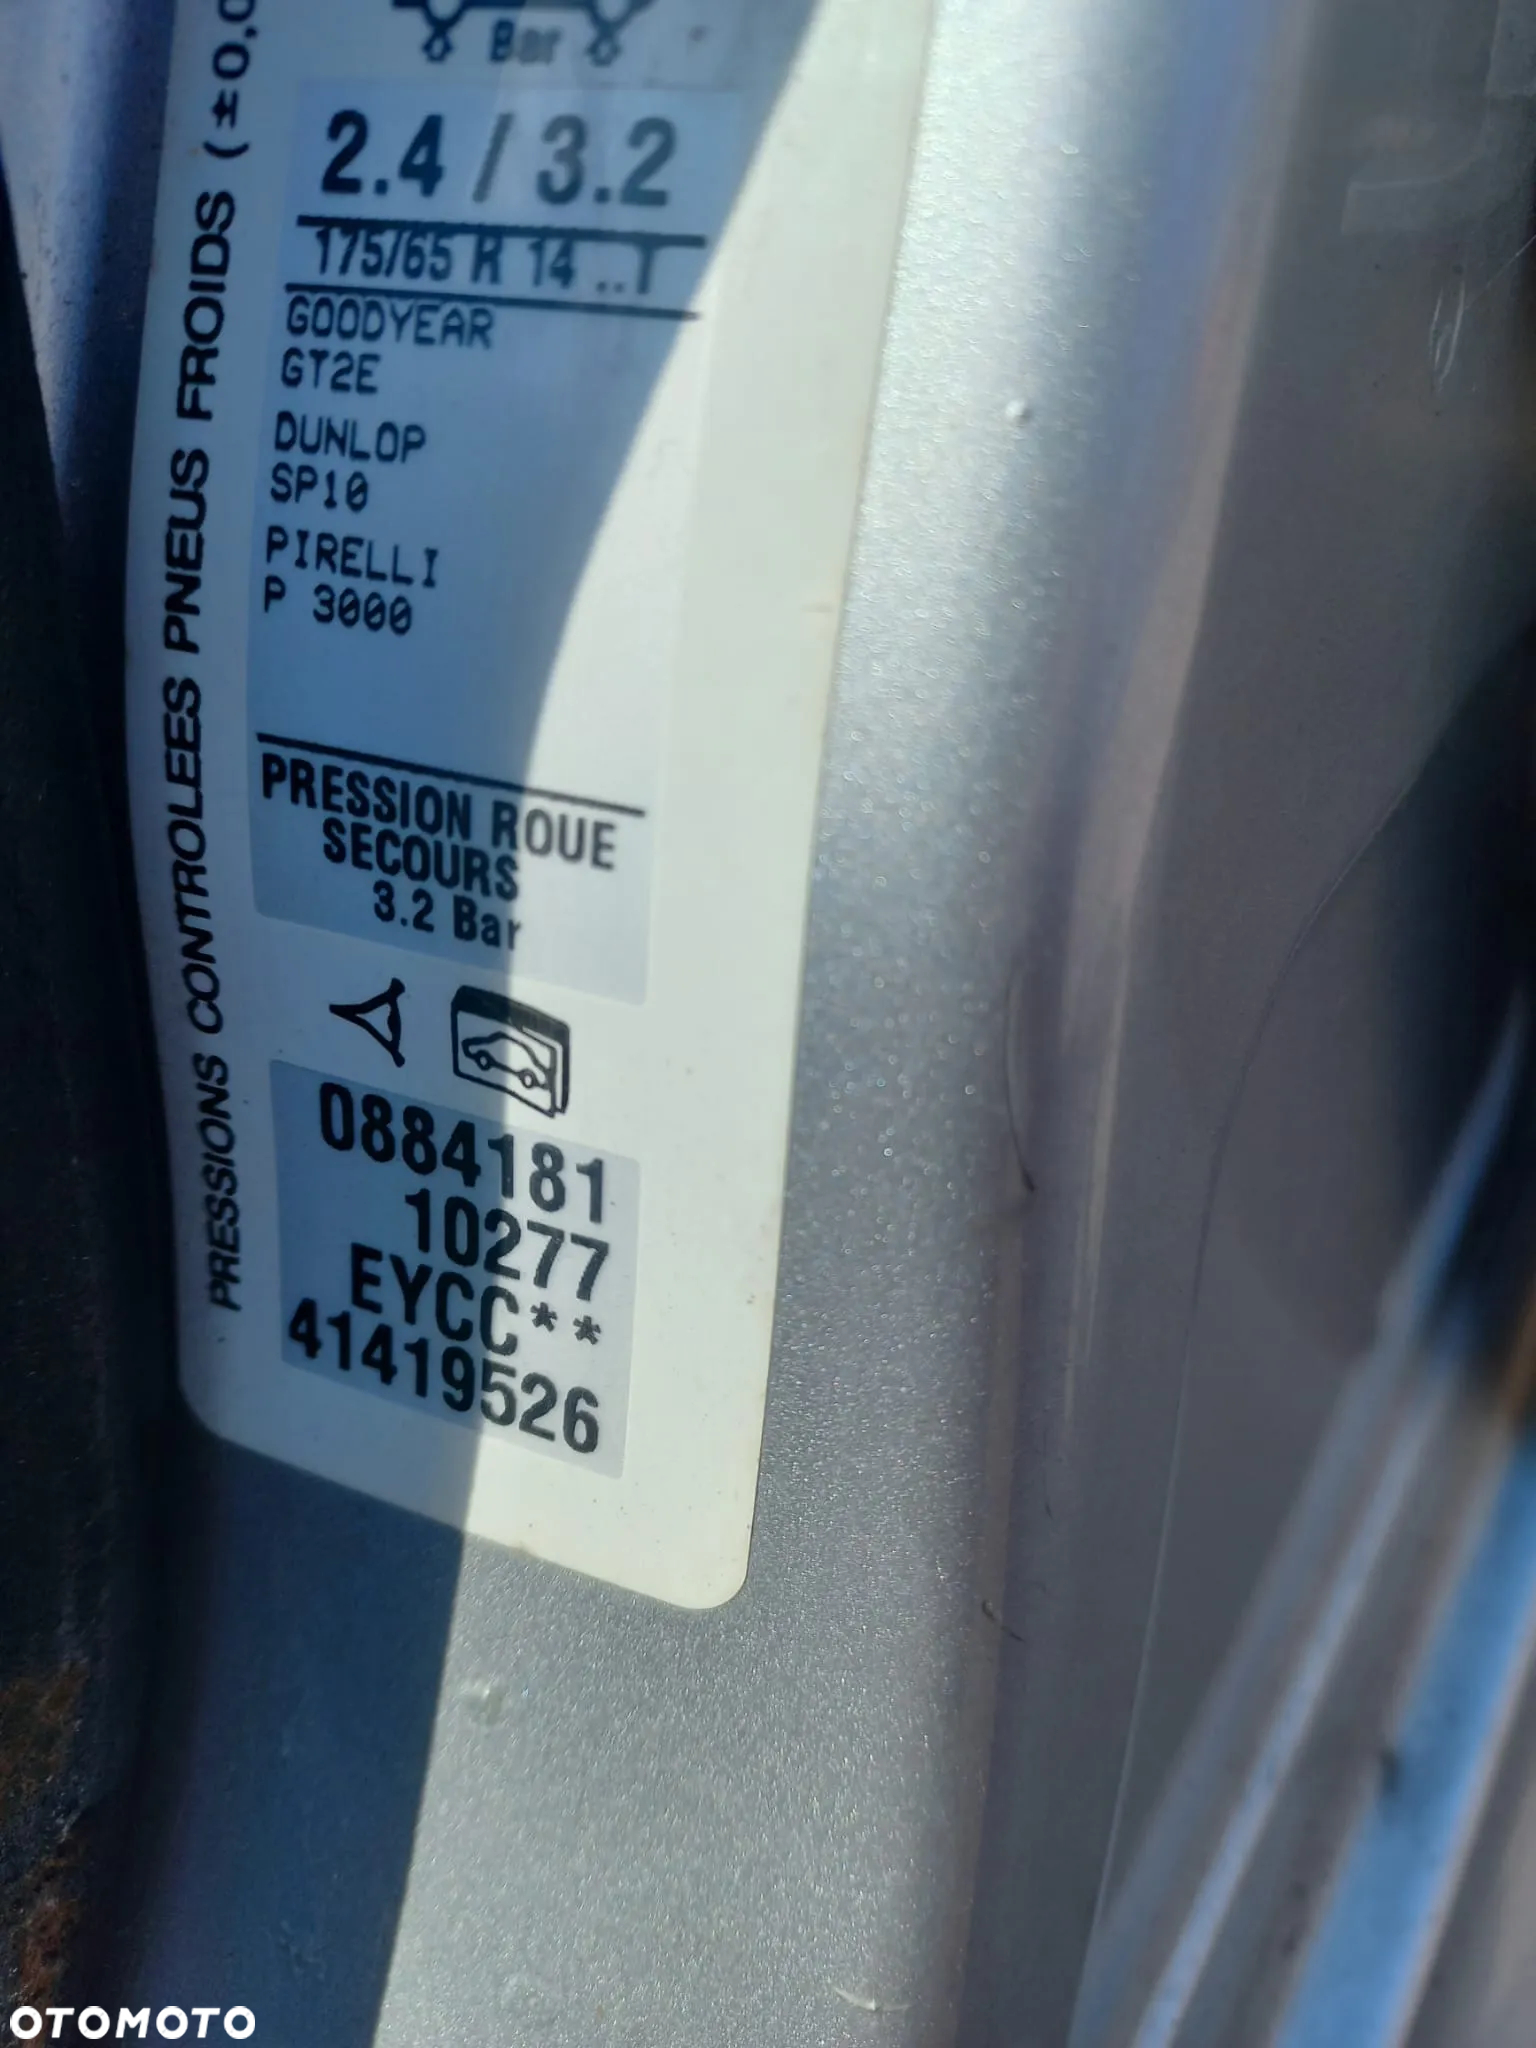 Bar
2.4 / 3.2
175/65 R 14 ..T
GOODYEAR
GT2E
DUNLOP
SP10
PIRELLI
P 3000
PRESSION ROUE
SECOURS
3.2 Bar
0884181
10277
EYCC**
41419526
PRESSIONS CONTROLEES PNEUS FROIDS (±0,
OTOMOTO